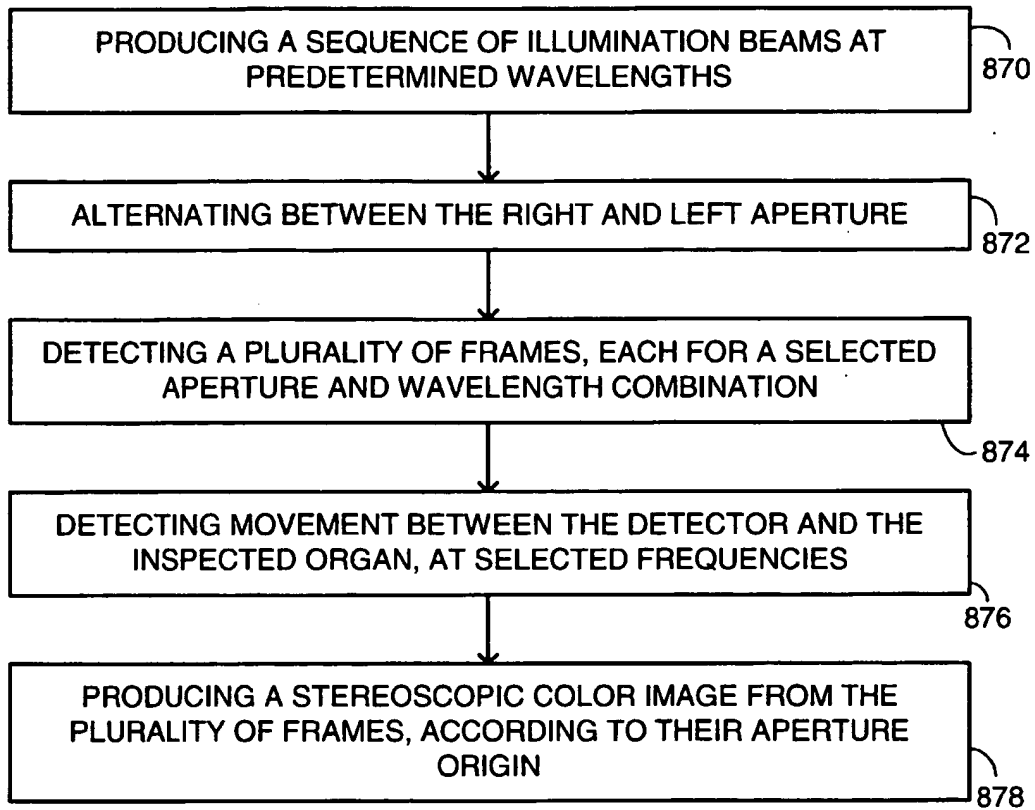 PRODUCING A SEQUENCE OF ILLUMINATION BEAMS AT
PREDETERMINED WAVELENGTHS
870
ALTERNATING BETWEEN THE RIGHT AND LEFT APERTURE
872
DETECTING A PLURALITY OF FRAMES, EACH FOR A SELECTED
APERTURE AND WAVELENGTH COMBINATION
874
DETECTING MOVEMENT BETWEEN THE DETECTOR AND THE
INSPECTED ORGAN, AT SELECTED FREQUENCIES
876
PRODUCING A STEREOSCOPIC COLOR IMAGE FROM THE
PLURALITY OF FRAMES, ACCORDING TO THEIR APERTURE
ORIGIN
878